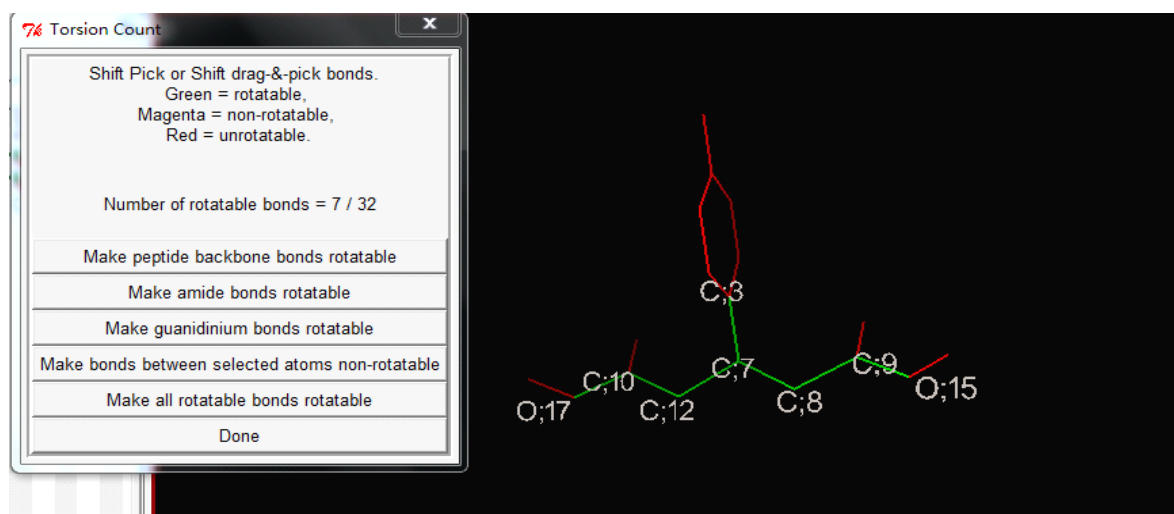 Torsion Count
x
Shift Pick or Shift drag-&-pick bonds.
Green = rotatable,
Magenta = non-rotatable,
Red = unrotatable.
Number of rotatable bonds = 7 / 32
Make peptide backbone bonds rotatable
Make amide bonds rotatable
Make guanidinium bonds rotatable
Make bonds between selected atoms non-rotatable
Make all rotatable bonds rotatable
Done
C;3
C;7
C;9
C;10
O;15
C;8
C;12
O;17